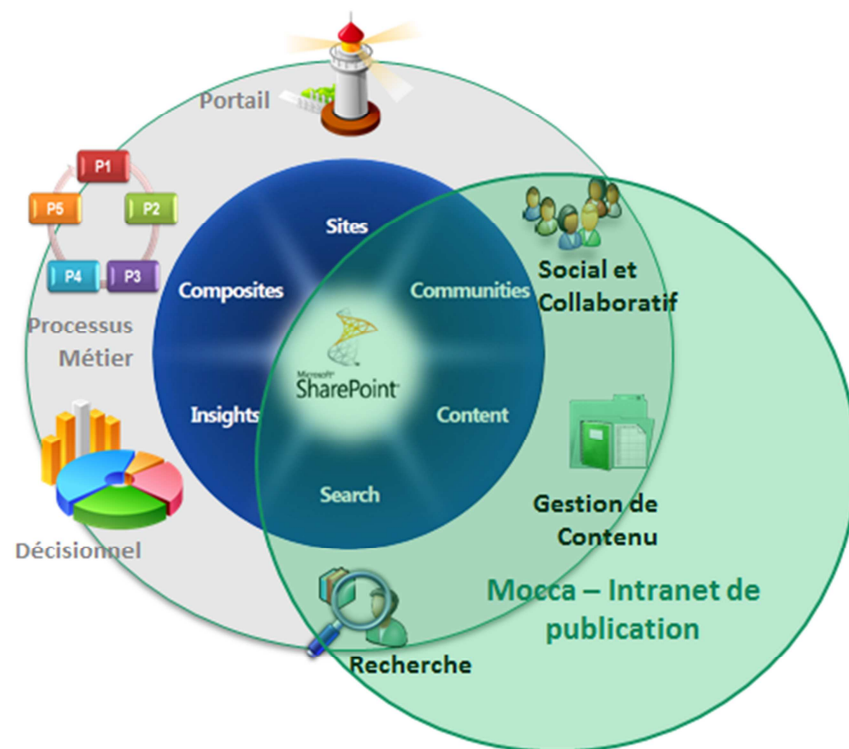 Portail
P1
P5
P2
P4
P3
Processus
Métier
Décisionnel
Sites
Composites
Communities
Microsoft
SharePoint
Insights
Content
Search
Social et
Collaboratif
Gestion de
Contenu
Mocca – Intranet de
publication
Recherche